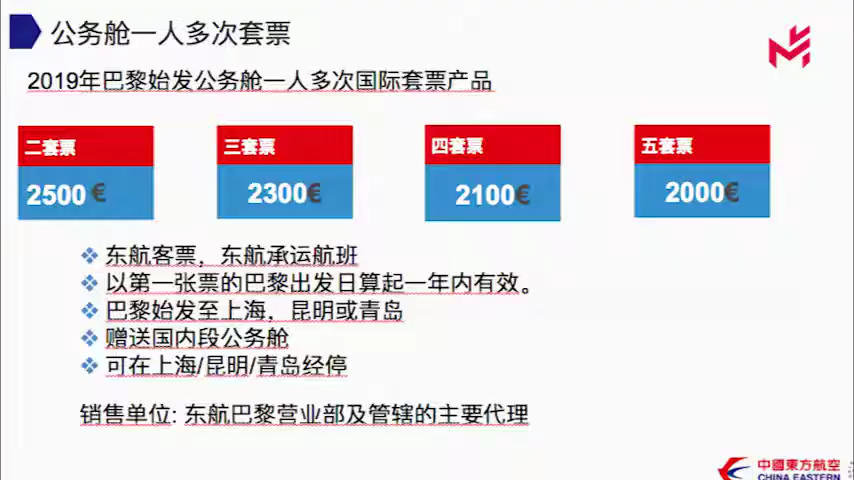 公务舱一人多次套票
2019年巴黎始发公务舱一人多次国际套票产品
二套票
三套票
四套票
五套票
2500 €
2300€
2100€
2000€
东航客票，东航承运航班
以第一张票的巴黎出发日算起一年内有效。
巴黎始发至上海，昆明或青岛
赠送国内段公务舱
可在上海/昆明/青岛经停
销售单位: 东航巴黎营业部及管辖的主要代理
中國東方航空
CHINA EASTERN